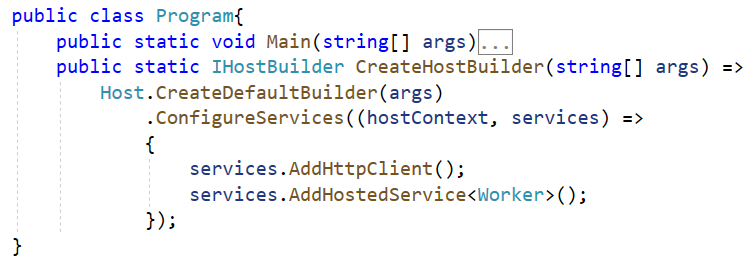 public class Program{
    public static void Main(string[] args)...
    public static IHostBuilder CreateHostBuilder(string[] args) =>
        Host.CreateDefaultBuilder(args)
            .ConfigureServices((hostContext, services) =>
            {
                services.AddHttpClient();
                services.AddHostedService<Worker>();
            });
}